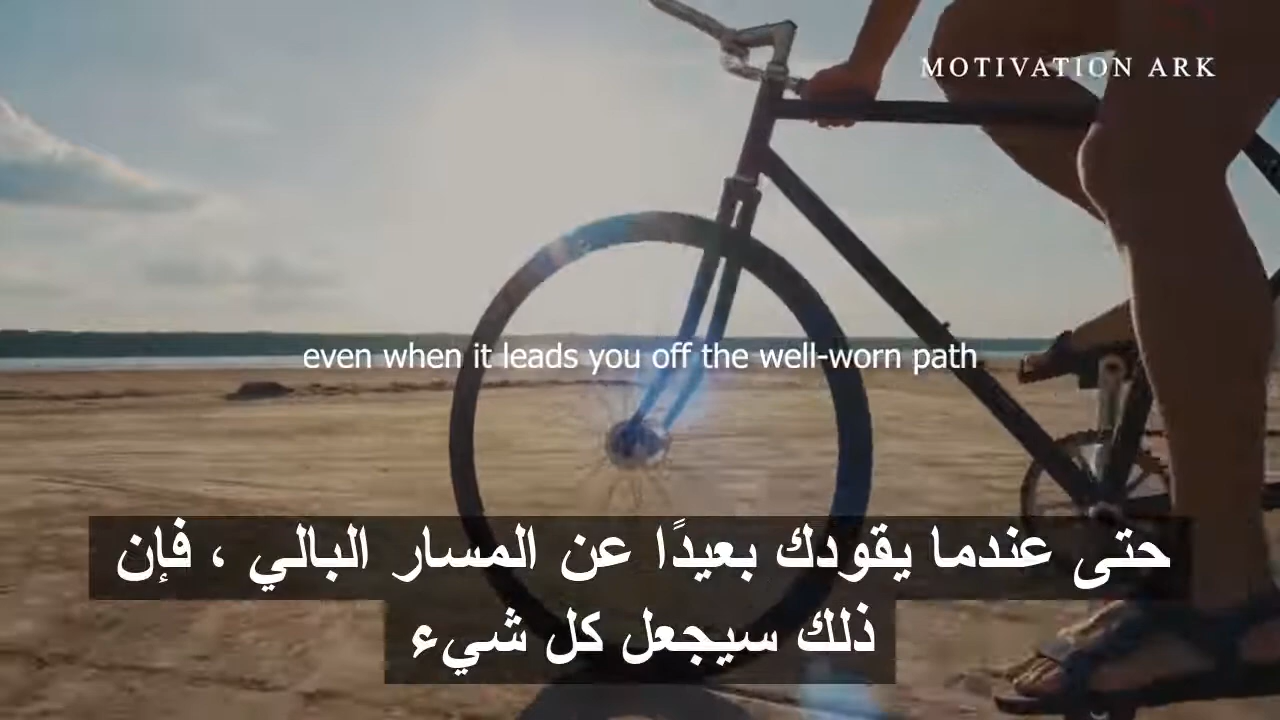 MOTIVATION ARK
even when it leads you off the well-worn path
حتى عندما يقودك بعيدًا عن المسار البالي ، فإن
ذلك سيجعل كل شيء